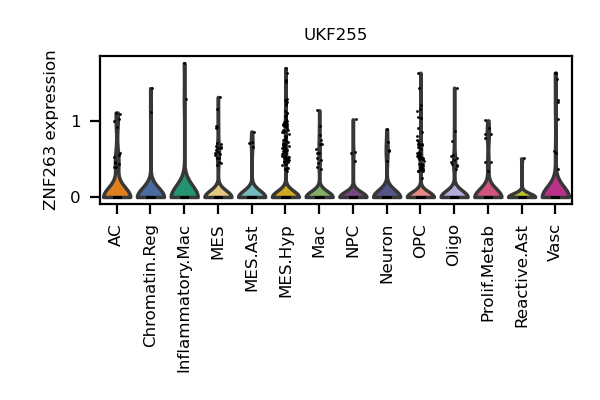 UKF255
ZNF263 expression
1
0
AC
Chromatin.Reg
Inflammatory.Mac
MES
MES.Ast
MES.Hyp
Mac
NPC
Neuron
OPC
Oligo
Prolif.Metab
Reactive.Ast
Vasc